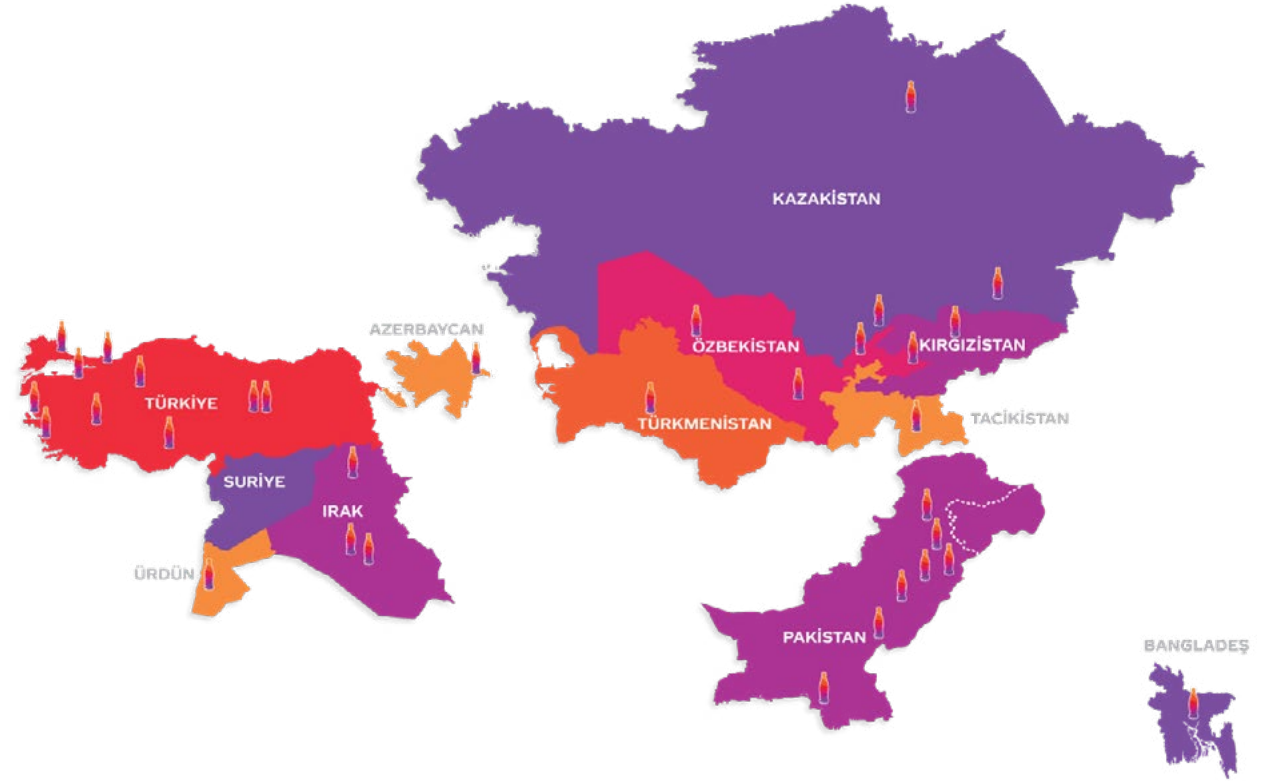 KAZAKİSTAN
AZERBAYCAN
ÖZBEKİSTAN
KIRGIZİSTAN
TÜRKİYE
TÜRKMENİSTAN
TACİKİSTAN
SURİYE
IRAK
ÜRDÜN
PAKİSTAN
BANGLADEŞ